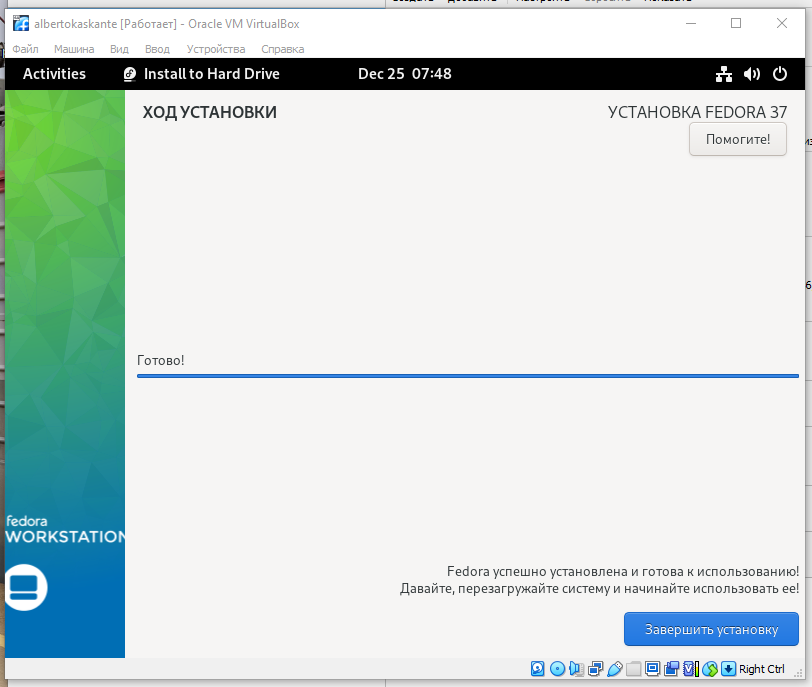 albertokaskante [Работает] - Oracle VM VirtualBox
Файл Машина Вид Ввод Устройства Справка
Activities Install to Hard Drive Dec 25 07:48
ХОД УСТАНОВКИ УСТАНОВКА FEDORA 37
Помогите!
Готово!
fedora
WORKSTATION
Fedora успешно установлена и готова к использованию!
Давайте, перезагружайте систему и начинайте использовать ее!
Завершить установку
Right Ctrl